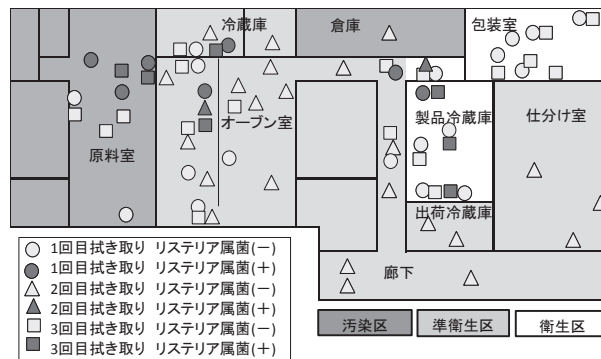 冷蔵庫
倉庫
包装室
オーブン室
製品冷蔵庫
仕分け室
原料室
出荷冷蔵庫
廊下
1回目拭き取り リステリア属菌(－)
1回目拭き取り リステリア属菌(＋)
2回目拭き取り リステリア属菌(－)
2回目拭き取り リステリア属菌(＋)
3回目拭き取り リステリア属菌(－)
3回目拭き取り リステリア属菌(＋)
汚染区
準衛生区
衛生区